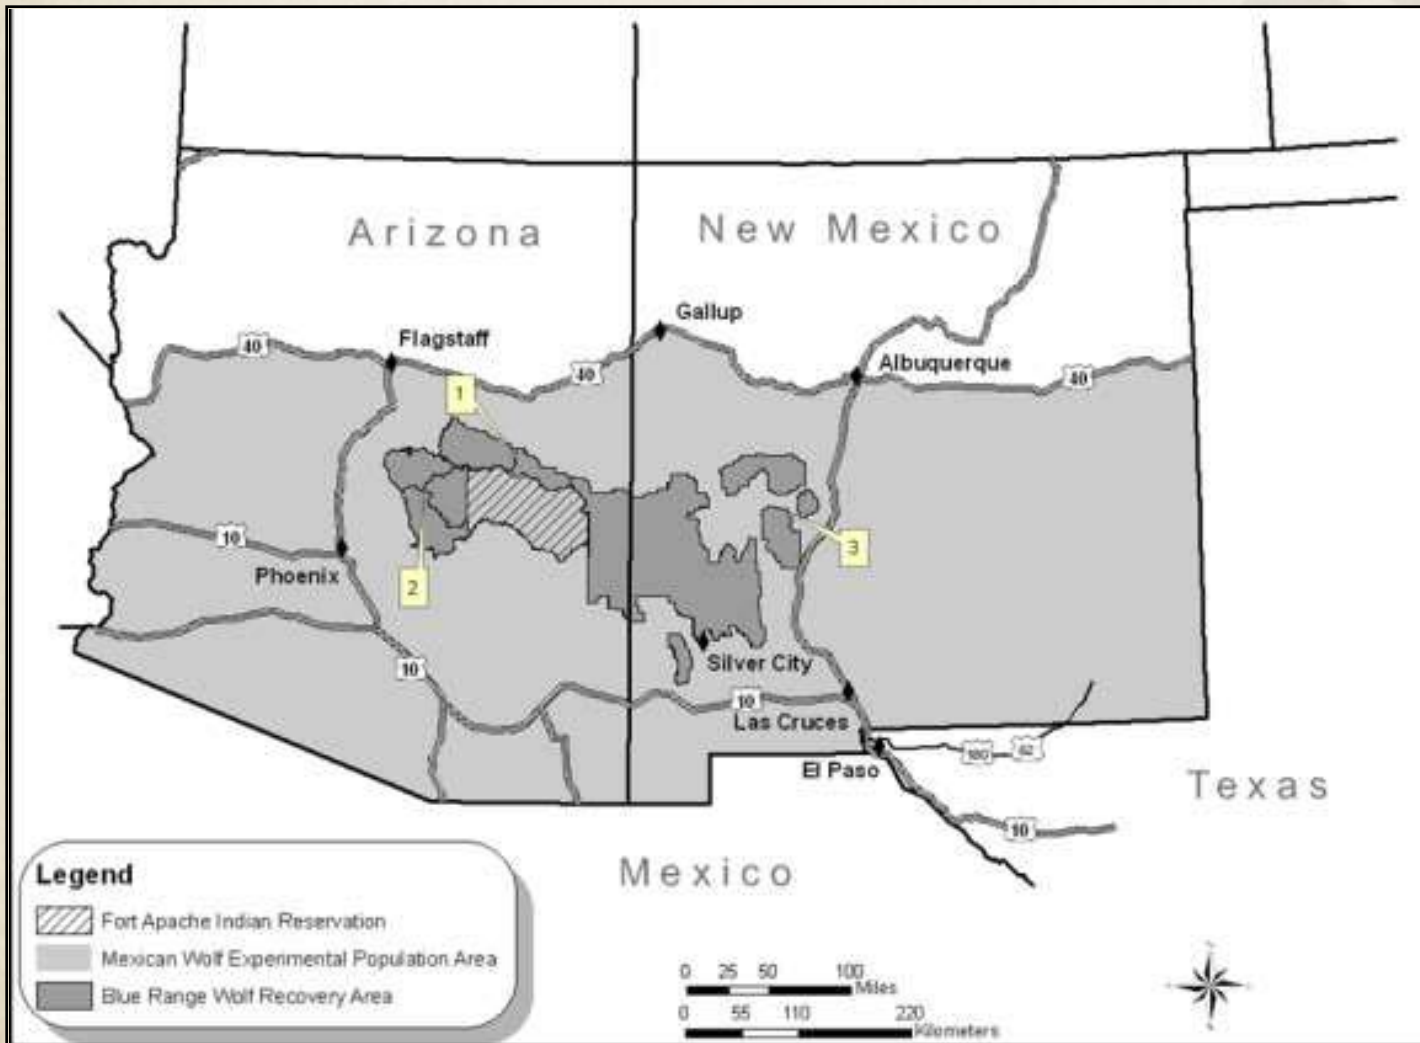 Arizona
New Mexico
Gallup
Flagstaff
40
40
Albuquerque
40
1
10
3
Phoenix
2
10
Silver City
10
Las Cruces
180
62
El Paso
Texas
10
Mexico
Legend
Fort Apache Indian Reservation
Mexican Wolf Experimental Population Area
Blue Range Wolf Recovery Area
0 25 50 100
Miles
0 55 110 220
Kilometers